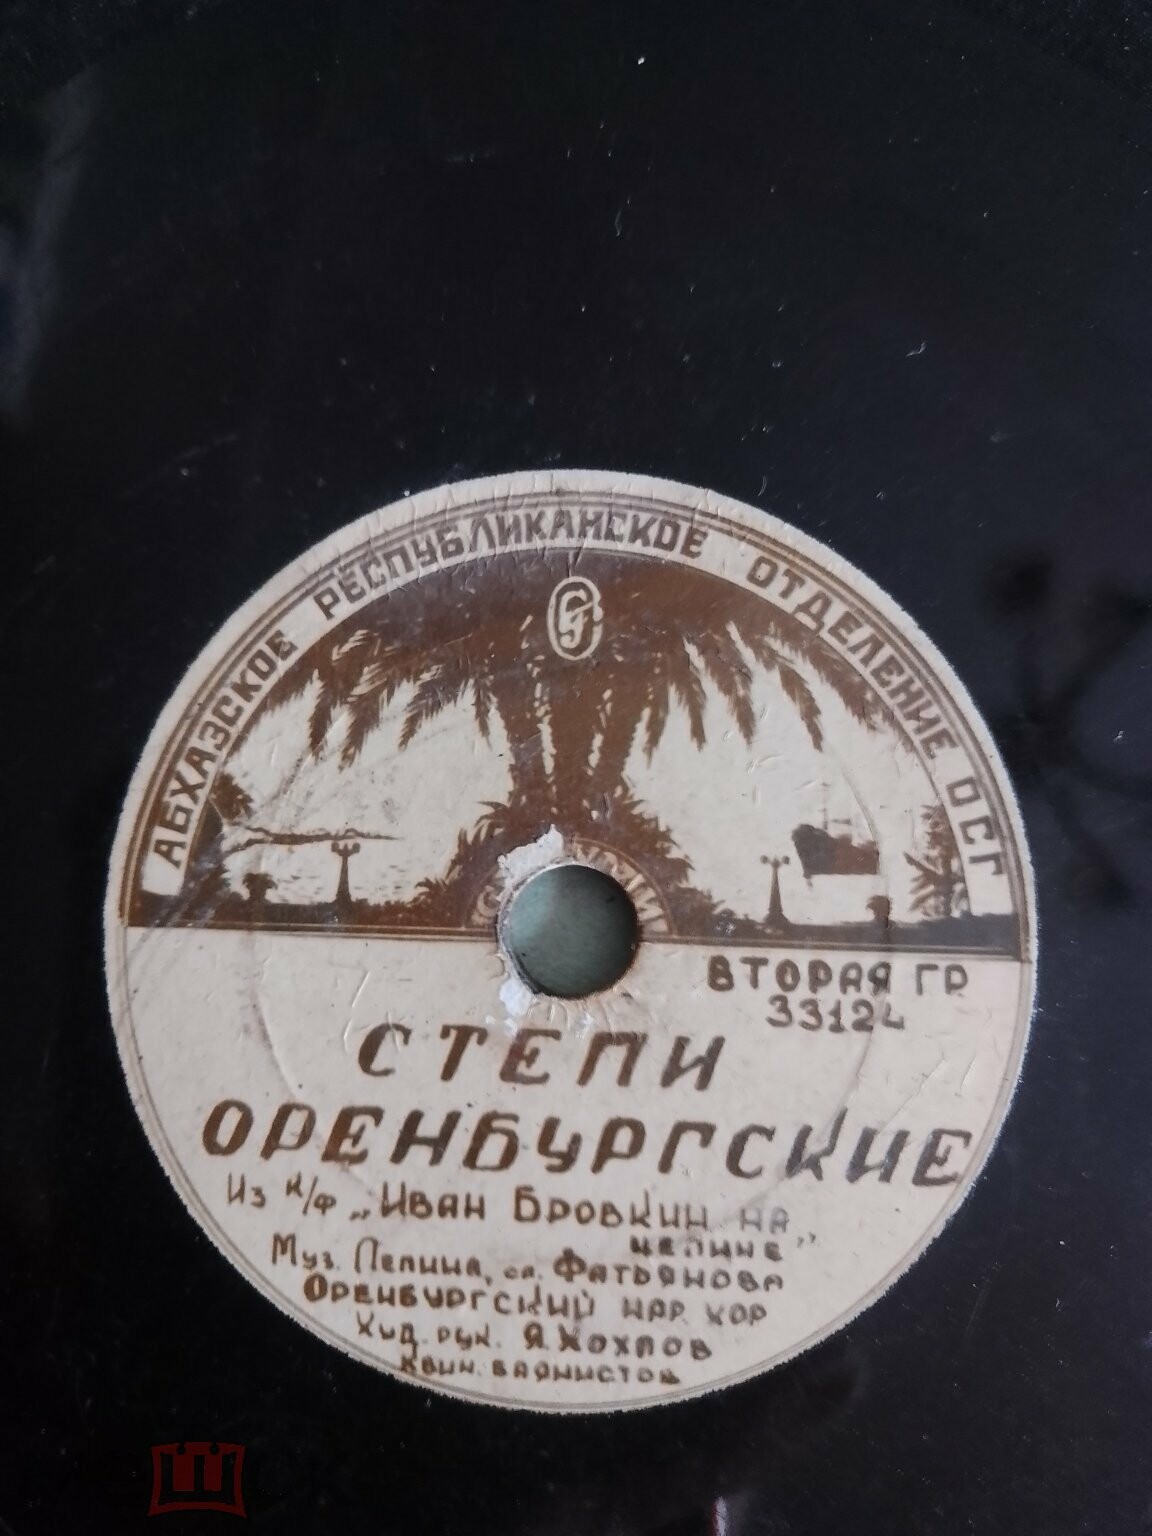 АБХАЗСКОЕ РЕСПУБЛИКАНСКОЕ ОТДЕЛЕНИЕ ОСГ
ВТОРАЯ ГР
33124
СТЕПИ
ОРЕНБУРГСКИЕ
Из к/ф „Иван Бровкин на
целине"
Муз. Лепина, сл. Фатьянова
Оренбургский нар. хор
Худ. рук. Я. Хохлов
Квин. баянистов